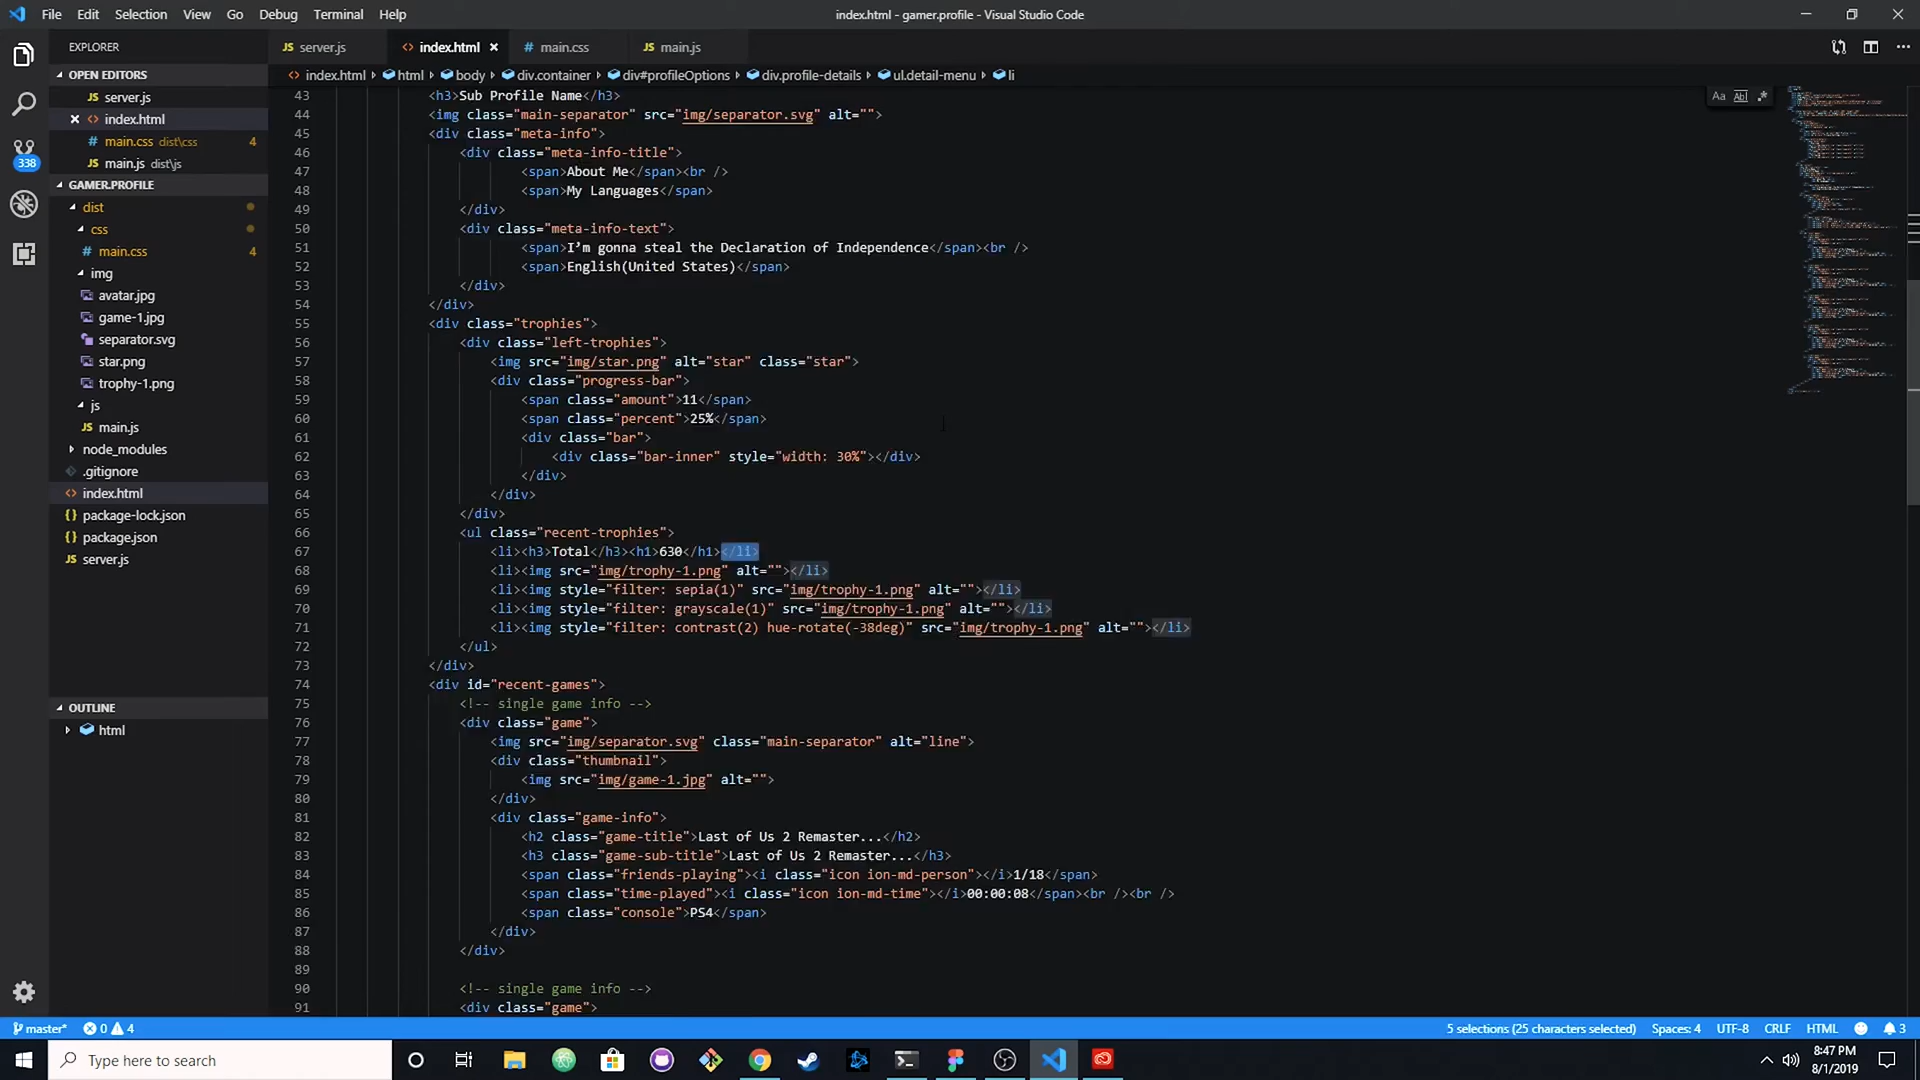 File Edit Selection View Go Debug Terminal Help
index.html - gamer.profile - Visual Studio Code
EXPLORER
OPEN EDITORS
server.js
index.html
main.css dist\css 4
main.js dist\js
338
GAMER.PROFILE
dist
css
main.css 4
img
avatar.jpg
game-1.jpg
separator.svg
star.png
trophy-1.png
js
main.js
node_modules
.gitignore
index.html
package-lock.json
package.json
server.js
OUTLINE
html
server.js index.html main.css main.js
index.html html body div.container div#profileOptions div.profile-details ul.detail-menu li
Aa Abl .*
43 <h3>Sub Profile Name</h3>
44 <img class="main-separator" src="img/separator.svg" alt="">
45 <div class="meta-info">
46 <div class="meta-info-title">
47 <span>About Me</span><br />
48 <span>My Languages</span>
49 </div>
50 <div class="meta-info-text">
51 <span>I’m gonna steal the Declaration of Independence</span><br />
52 <span>English(United States)</span>
53 </div>
54 </div>
55 <div class="trophies">
56 <div class="left-trophies">
57 <img src="img/star.png" alt="star" class="star">
58 <div class="progress-bar">
59 <span class="amount">11</span>
60 <span class="percent">25%</span>
61 <div class="bar">
62 <div class="bar-inner" style="width: 30%"></div>
63 </div>
64 </div>
65 </div>
66 <ul class="recent-trophies">
67 <li><h3>Total</h3><h1>630</h1></li>
68 <li><img src="img/trophy-1.png" alt=""></li>
69 <li><img style="filter: sepia(1)" src="img/trophy-1.png" alt=""></li>
70 <li><img style="filter: grayscale(1)" src="img/trophy-1.png" alt=""></li>
71 <li><img style="filter: contrast(2) hue-rotate(-38deg)" src="img/trophy-1.png" alt=""></li>
72 </ul>
73 </div>
74 <div id="recent-games">
75 <!-- single game info -->
76 <div class="game">
77 <img src="img/separator.svg" class="main-separator" alt="line">
78 <div class="thumbnail">
79 <img src="img/game-1.jpg" alt="">
80 </div>
81 <div class="game-info">
82 <h2 class="game-title">Last of Us 2 Remaster...</h2>
83 <h3 class="game-sub-title">Last of Us 2 Remaster...</h3>
84 <span class="friends-playing"><i class="icon ion-md-person"></i>1/18</span>
85 <span class="time-played"><i class="icon ion-md-time"></i>00:00:08</span><br /><br />
86 <span class="console">PS4</span>
87 </div>
88 </div>
89
90 <!-- single game info -->
91 <div class="game">
master* 0 4
5 selections (25 characters selected) Spaces: 4 UTF-8 CRLF HTML 3
Type here to search
8:47 PM
8/1/2019